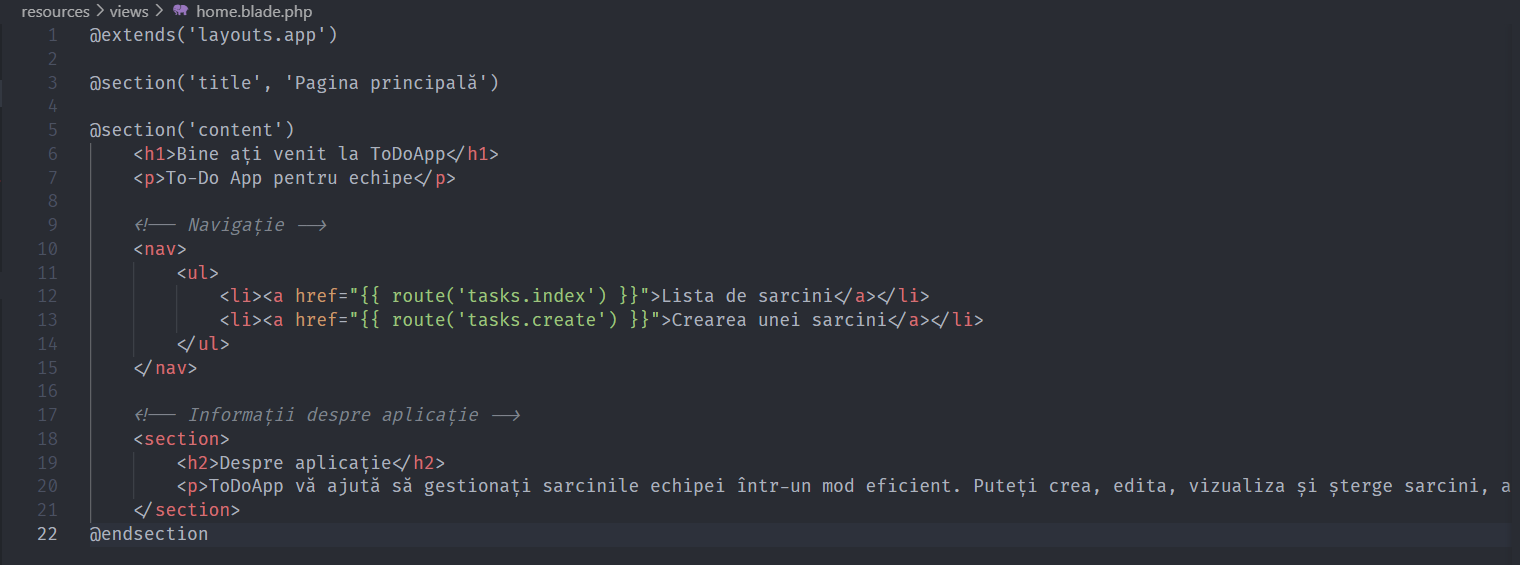 resources > views > home.blade.php
1 @extends('layouts.app')
2
3 @section('title', 'Pagina principală')
4
5 @section('content')
6 <h1>Bine ați venit la ToDoApp</h1>
7 <p>To-Do App pentru echipe</p>
8
9 <!-- Navigație -->
10 <nav>
11 <ul>
12 <li><a href="{{ route('tasks.index') }}">Lista de sarcini</a></li>
13 <li><a href="{{ route('tasks.create') }}">Crearea unei sarcini</a></li>
14 </ul>
15 </nav>
16
17 <!-- Informații despre aplicație -->
18 <section>
19 <h2>Despre aplicație</h2>
20 <p>ToDoApp vă ajută să gestionați sarcinile echipei într-un mod eficient. Puteți crea, edita, vizualiza și șterge sarcini, a
21 </section>
22 @endsection